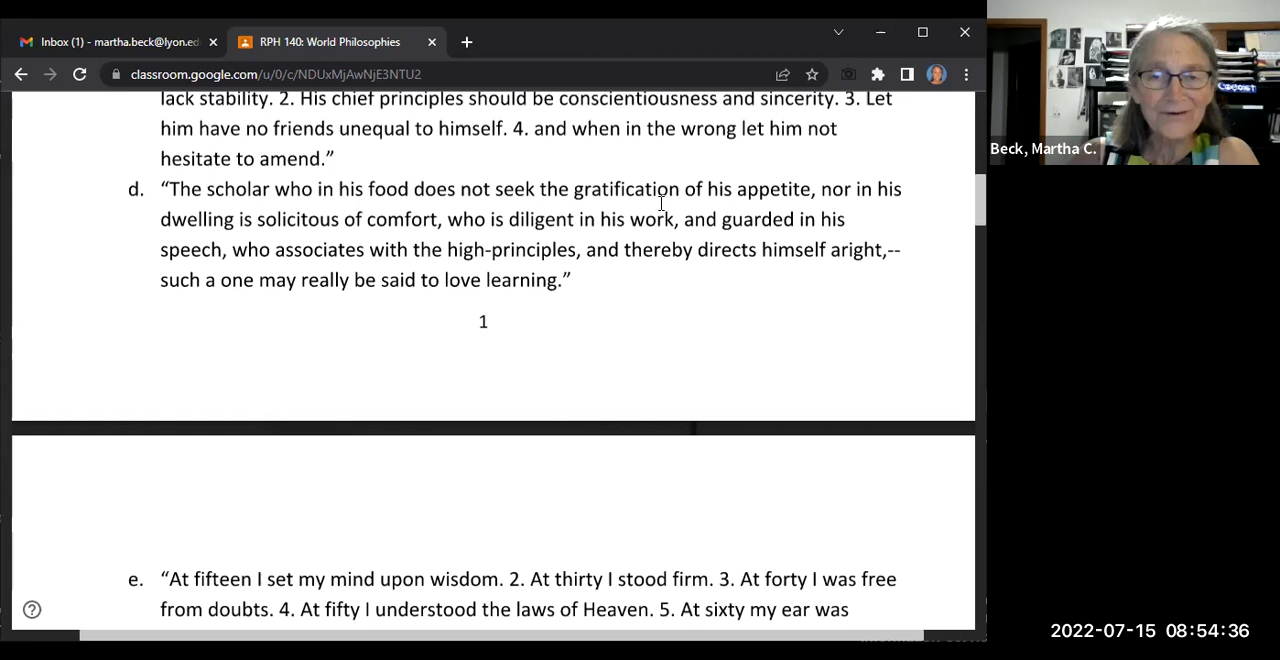 Inbox (1) - martha.beck@lyon.ed
RPH 140: World Philosophies
classroom.google.com/u/0/c/NDUxMjAwNjE3NTU2
lack stability. 2. His chief principles should be conscientiousness and sincerity. 3. Let
him have no friends unequal to himself. 4. and when in the wrong let him not
hesitate to amend.”
d. “The scholar who in his food does not seek the gratification of his appetite, nor in his
dwelling is solicitous of comfort, who is diligent in his work, and guarded in his
speech, who associates with the high-principles, and thereby directs himself aright,--
such a one may really be said to love learning.”
1
e. “At fifteen I set my mind upon wisdom. 2. At thirty I stood firm. 3. At forty I was free
from doubts. 4. At fifty I understood the laws of Heaven. 5. At sixty my ear was
Beck, Martha C.
2022-07-15 08:54:36